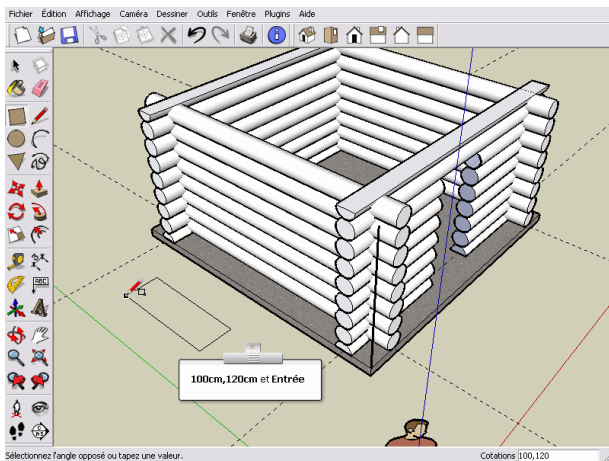 Fichier Édition Affichage Caméra Dessiner Outils Fenêtre Plugins Aide
ABC
100cm,120cm et Entrée
Sélectionnez l'angle opposé ou tapez une valeur. Cotations 100,120